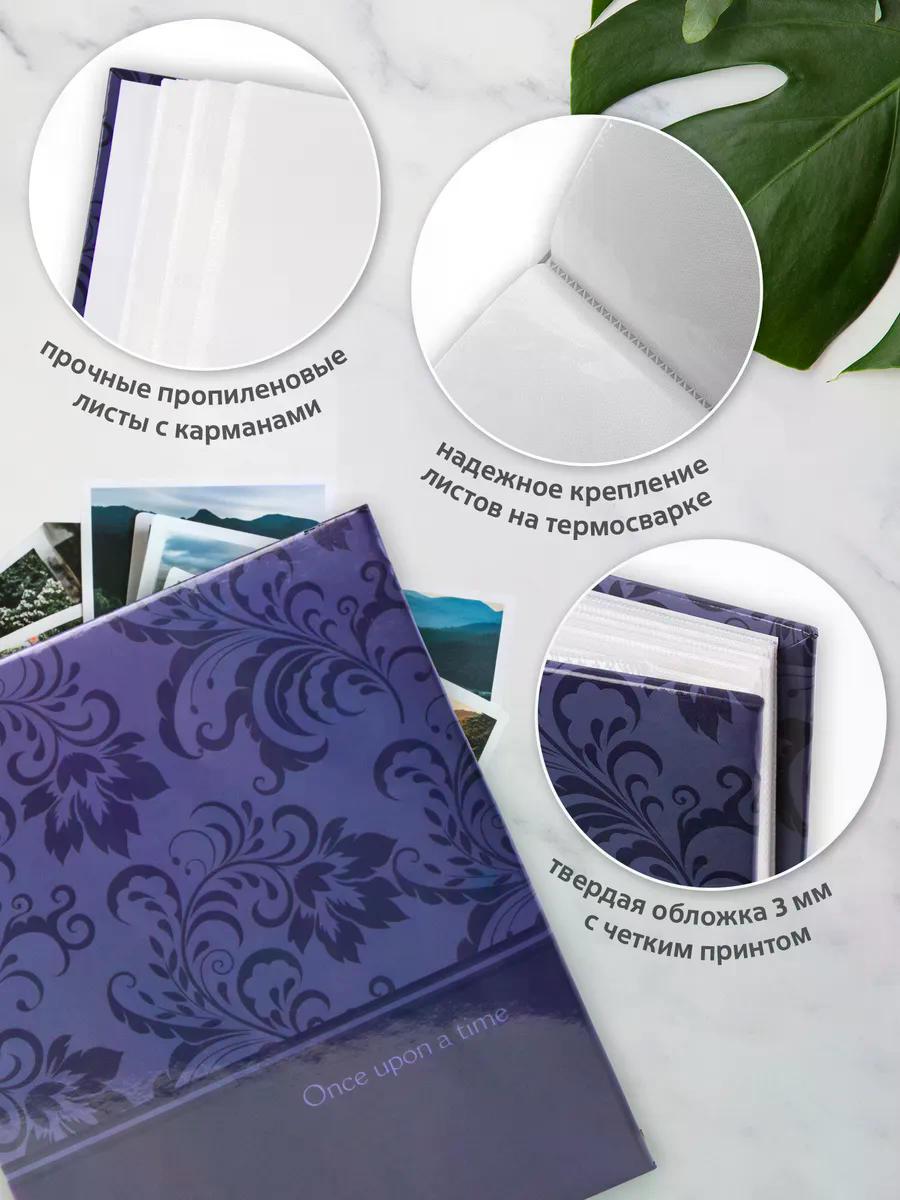 прочные пропиленовые
листы с карманами
надежное крепление
листов на термосварке
твердая обложка 3 мм
с четким принтом
Once upon a time